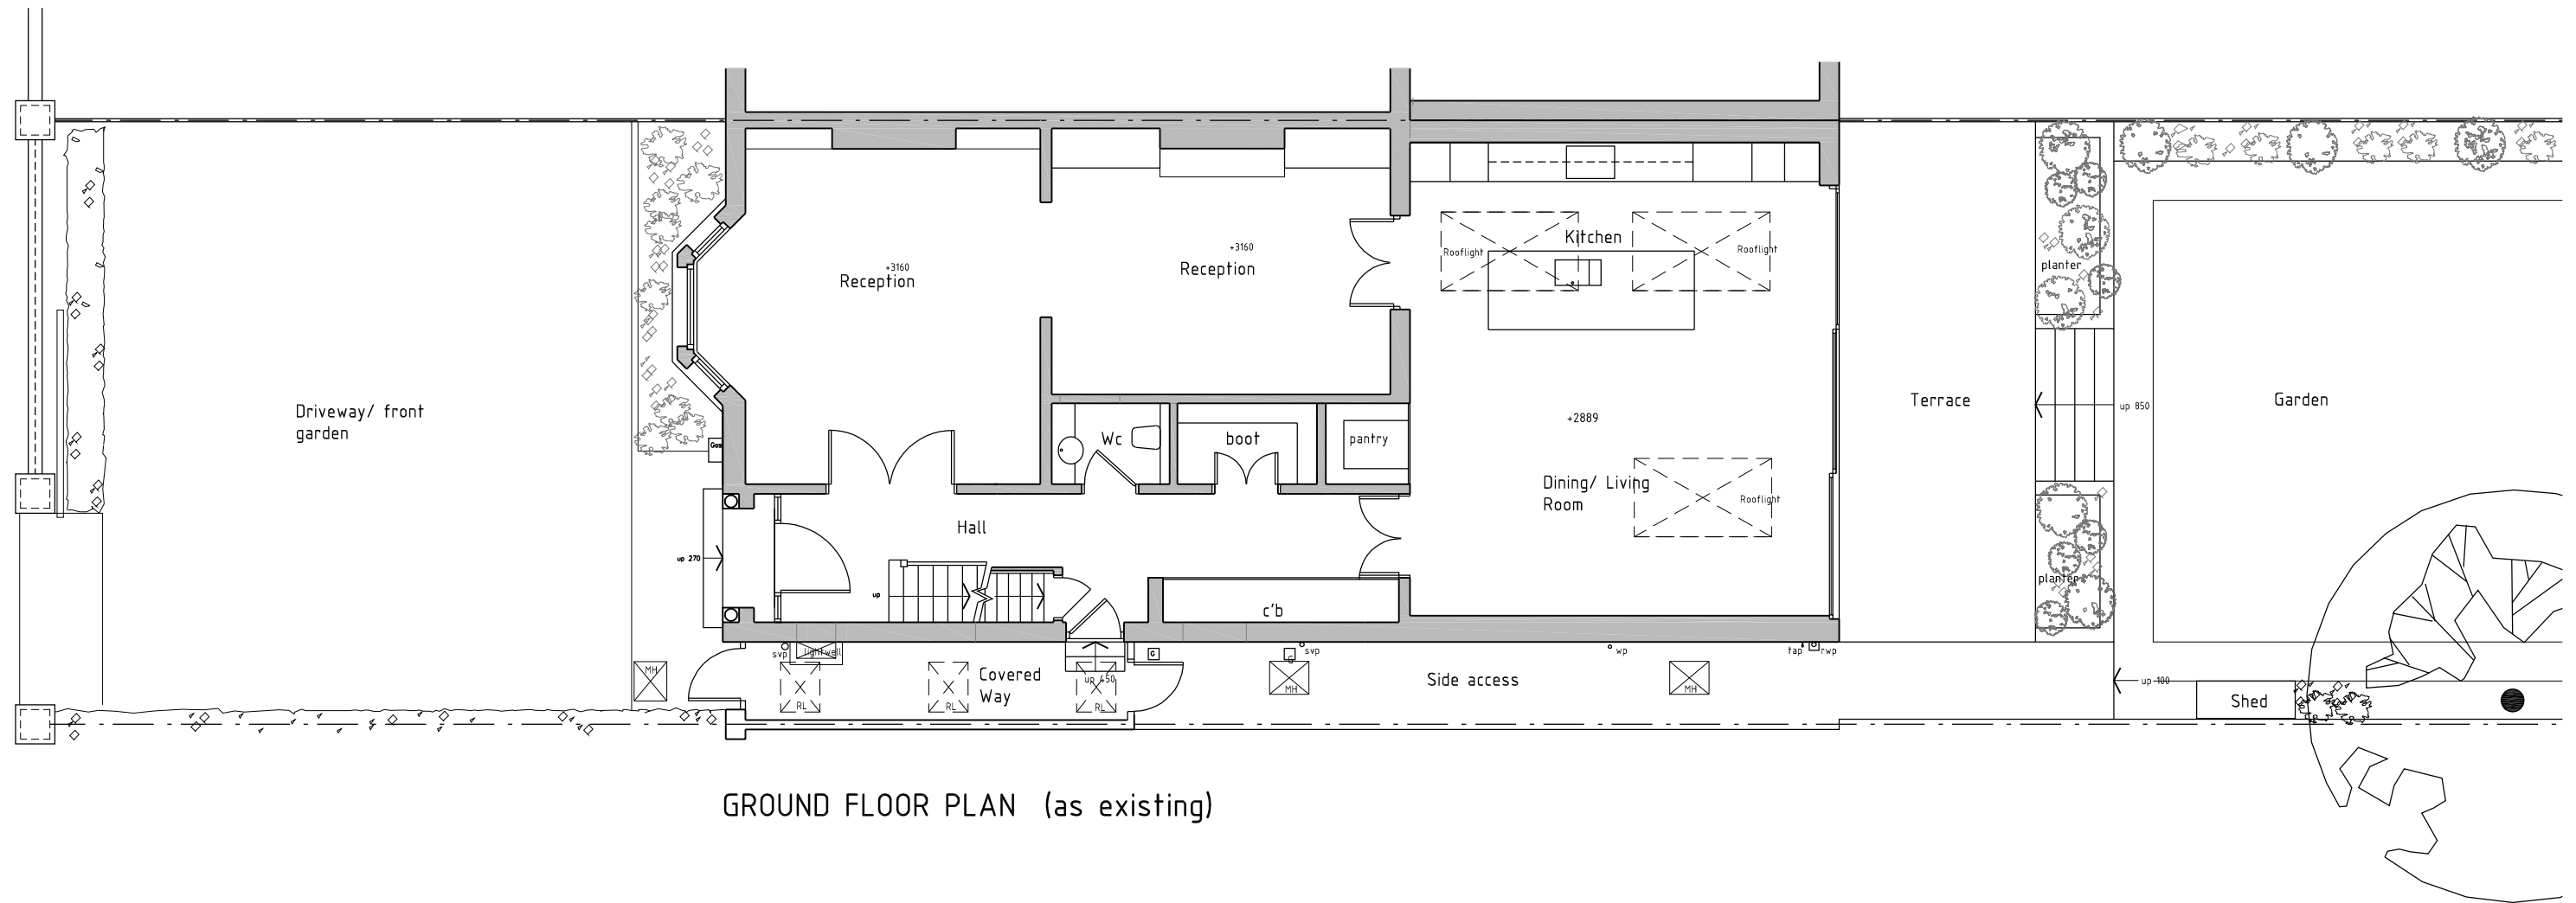 +3160
Reception
+3160
Reception
Kitchen
Rooflight
Rooflight
planter
Driveway/ front
garden
Gas
Wc
boot
pantry
+2889
Terrace
up 850
Garden
Dining/ Living
Room
Rooflight
Hall
up 270
up
c'b
planter
svp
lightwell
MH
RL
RL
RL
Covered
Way
up 450
G
G
svp
MH
Side access
wp
MH
tap
rwp
up 100
Shed
GROUND FLOOR PLAN (as existing)